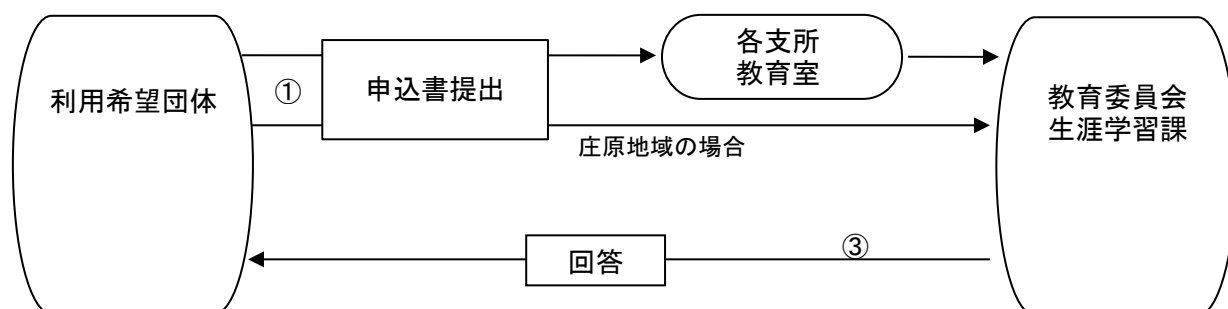 利用希望団体
①
申込書提出
各支所
教育室
教育委員会
生涯学習課
庄原地域の場合
回答
③